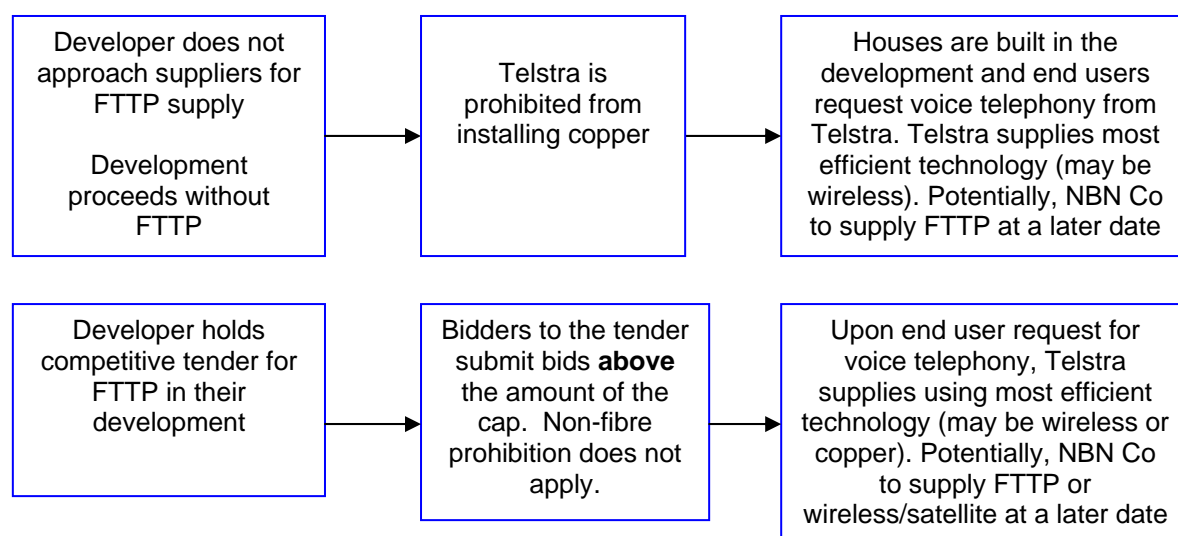 Developer does not
approach suppliers for
FTTP supply
Development
proceeds without
FTTP
Telstra is
prohibited from
installing copper
Houses are built in the
development and end users
request voice telephony from
Telstra. Telstra supplies most
efficient technology (may be
wireless). Potentially, NBN Co
to supply FTTP at a later date
Developer holds
competitive tender for
FTTP in their
development
Bidders to the tender
submit bids above
the amount of the
cap.  Non-fibre
prohibition does not
apply.
Upon end user request for
voice telephony, Telstra
supplies using most efficient
technology (may be wireless or
copper). Potentially, NBN Co
to supply FTTP or
wireless/satellite at a later date